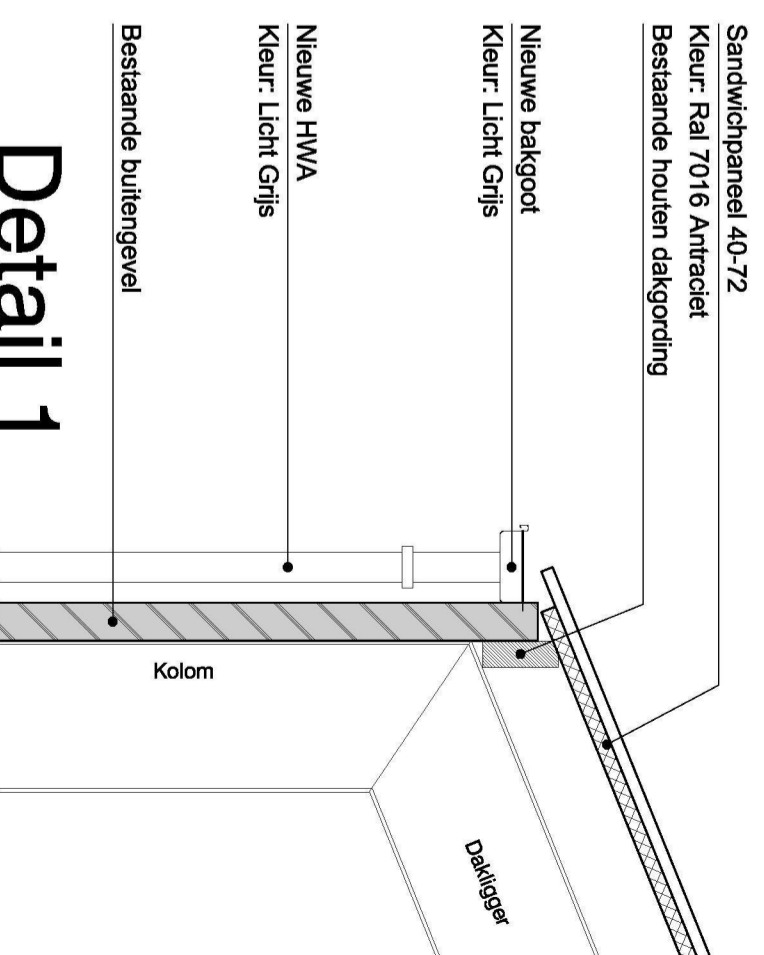 Sandwichpaneel 40-72
Kleur: Ral 7016 Antraciet
Bestaande houten dakgording
Nieuwe bakgoot
Kleur: Licht Grijs
Nieuwe HWA
Kleur: Licht Grijs
Bestaande buitengevel
Kolom
Dakligger
Detail 1